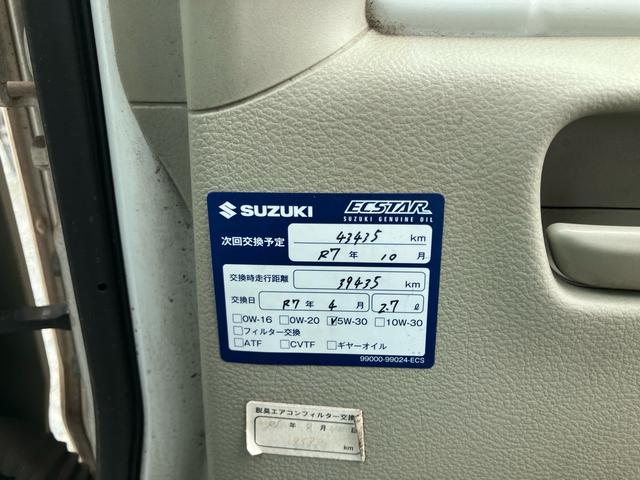 SUZUKI ECSTAR
SUZUKI GENUINE OIL
次回交換予定 43435 km
R7 年 10 月
交換時走行距離 39435 km
交換日 R7 年 4 月 2.7 ℓ
□0W-16 □0W-20 ☑5W-30 □10W-30
□フィルター交換
□ATF □CVTF □ギヤーオイル
99000-99024-ECS
脱臭エアコンフィルター交換
年 月
km